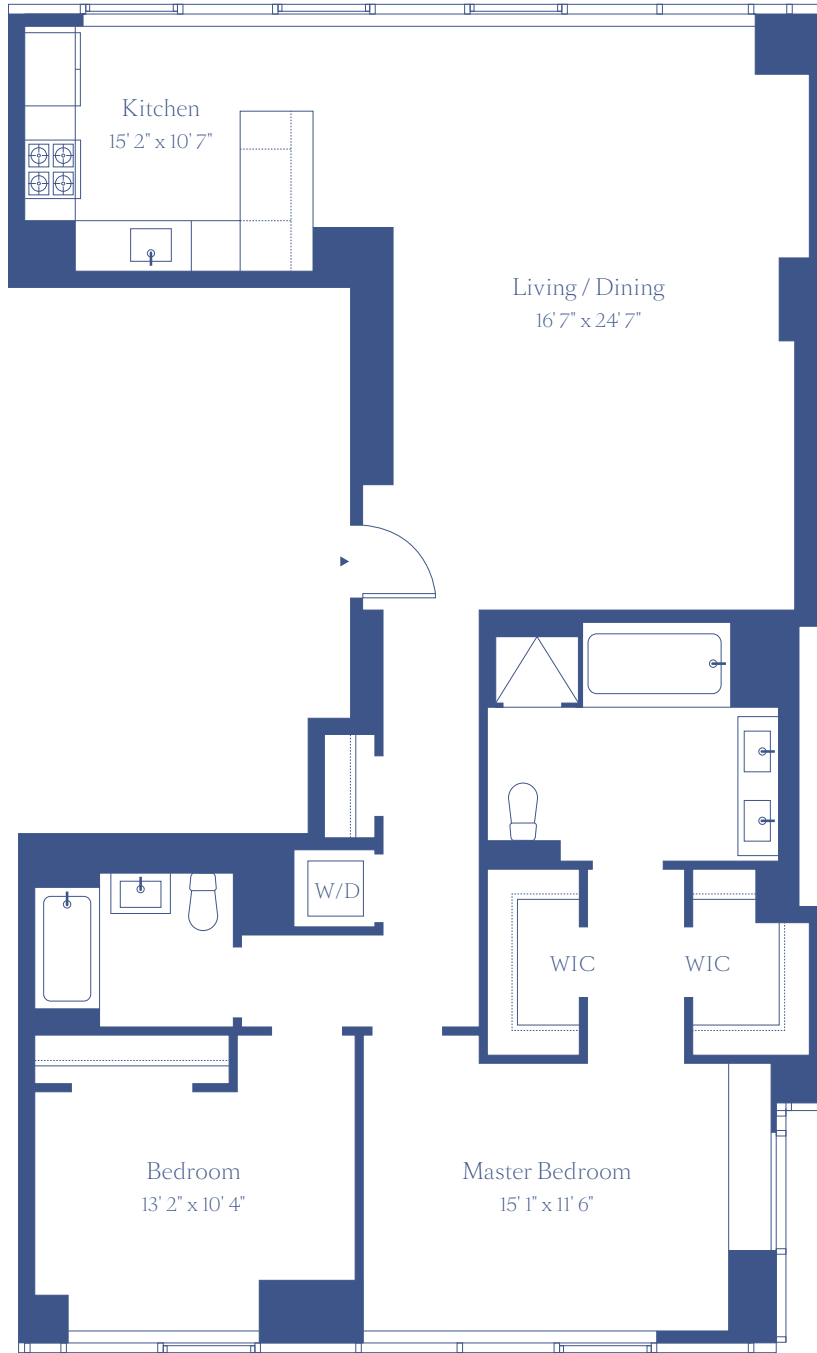 Kitchen
15' 2" x 10' 7"
Living / Dining
16' 7" x 24' 7"
W/D
WIC
WIC
Bedroom
13' 2" x 10' 4"
Master Bedroom
15' 1" x 11' 6"